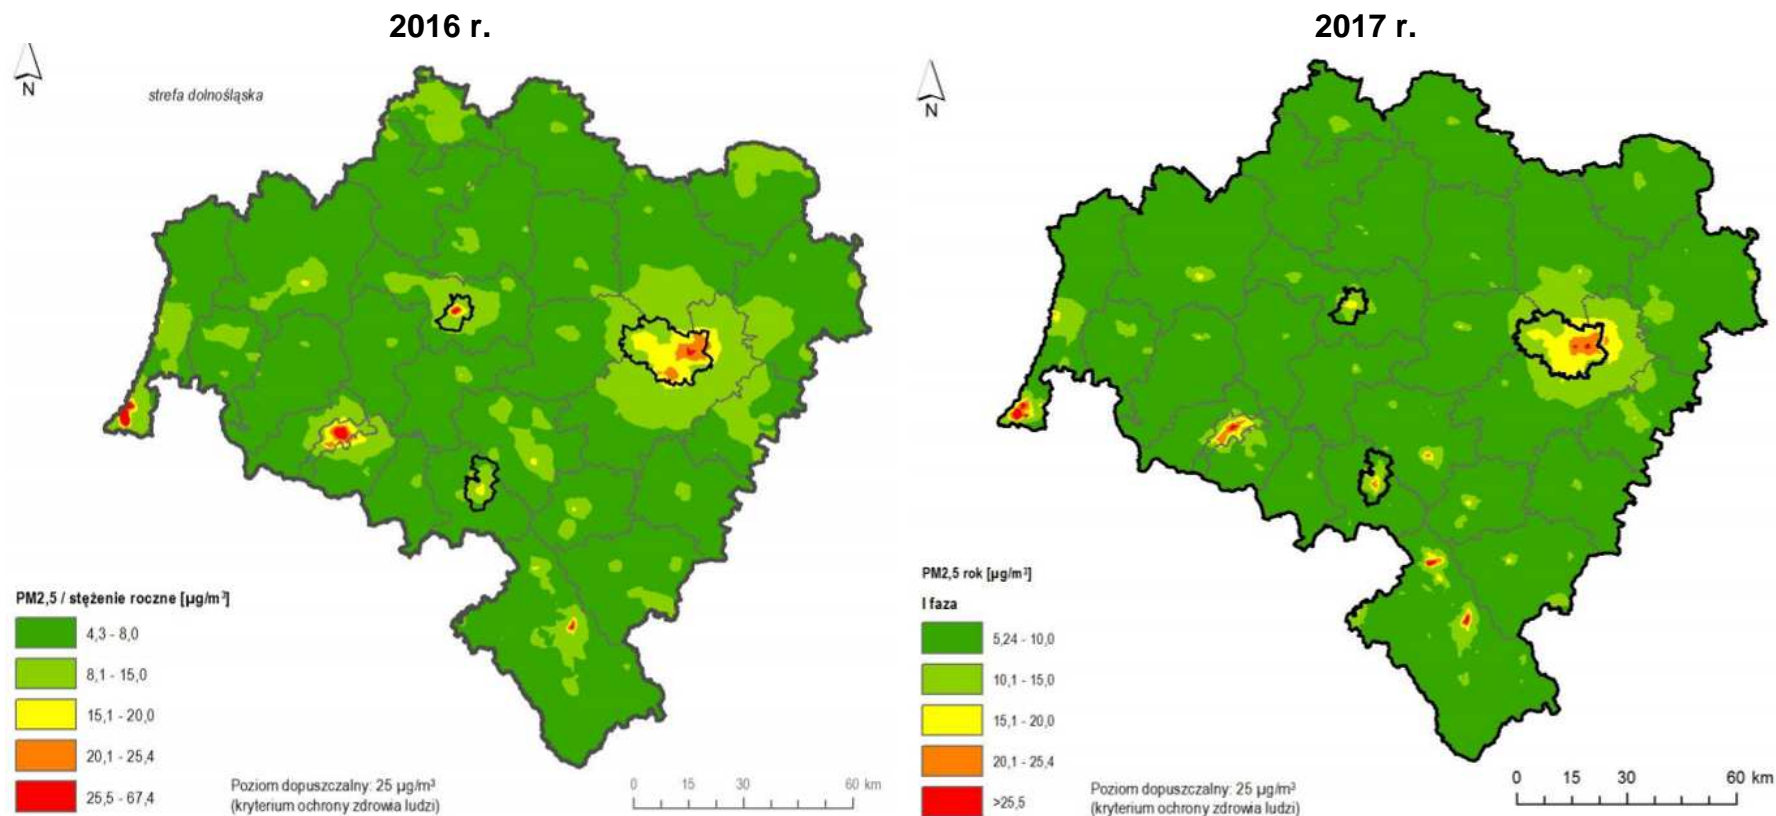 2016 r.
N
strefa dolnośląska
PM2,5 / stężenie roczne [µg/m³]
4,3 - 8,0
8,1 - 15,0
15,1 - 20,0
20,1 - 25,4
25,5 - 67,4
Poziom dopuszczalny: 25 µg/m³
(kryterium ochrony zdrowia ludzi)
0 15 30 60 km
2017 r.
N
PM2,5 rok [µg/m³]
I faza
5,24 - 10,0
10,1 - 15,0
15,1 - 20,0
20,1 - 25,4
>25,5
Poziom dopuszczalny: 25 µg/m³
(kryterium ochrony zdrowia ludzi)
0 15 30 60 km